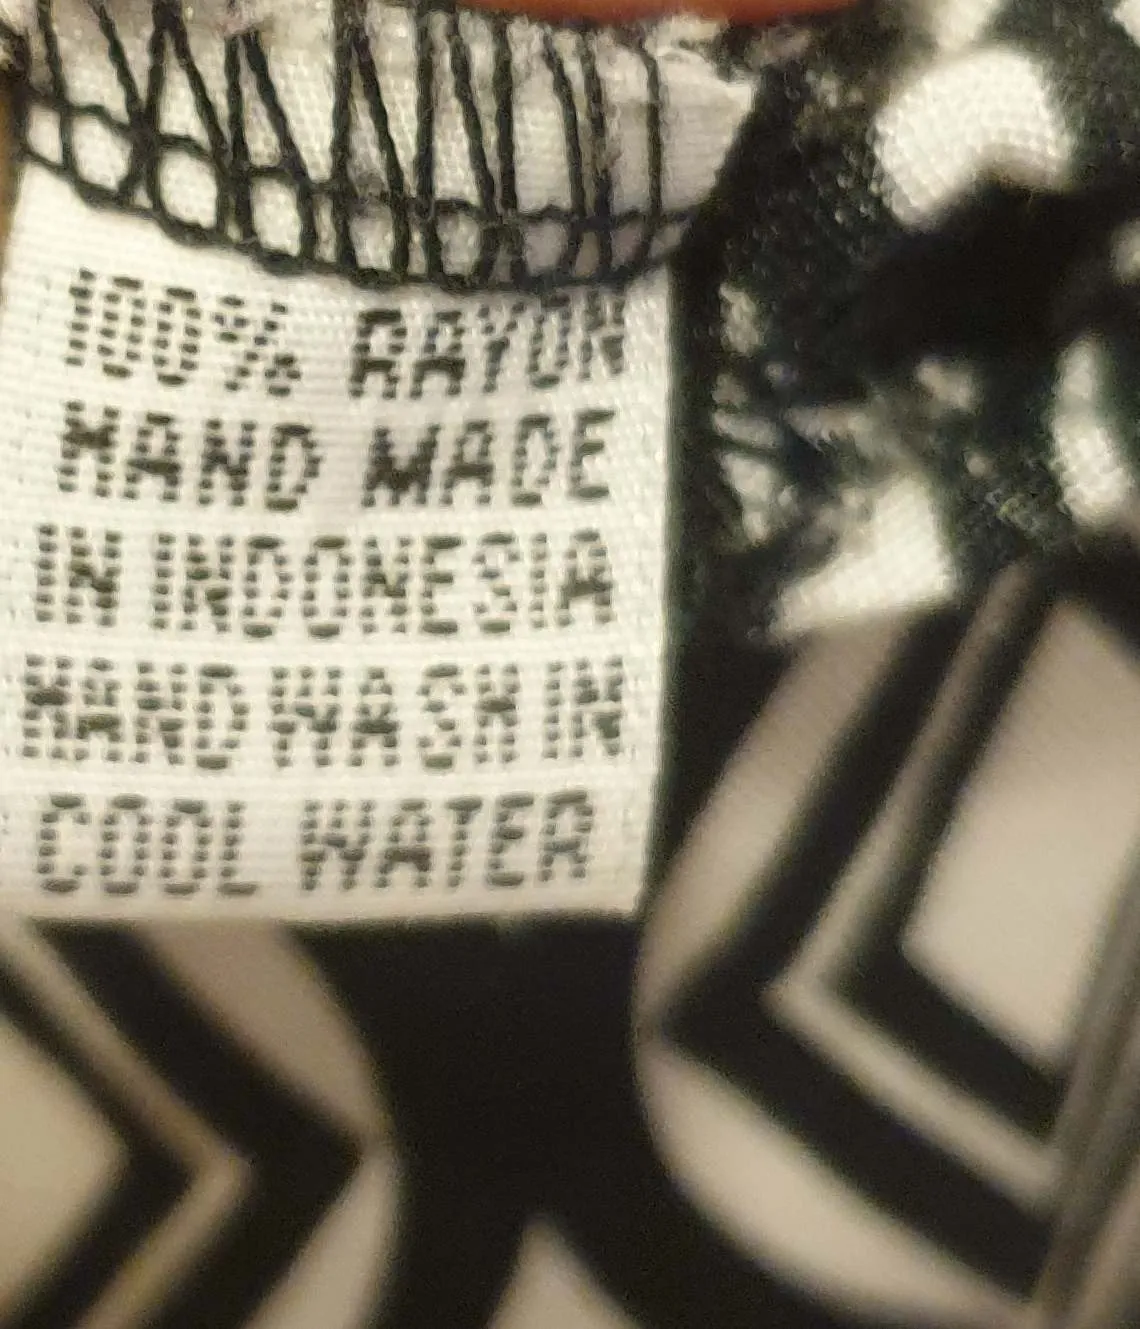 100% RAYON
HAND MADE
IN INDONESIA
HAND WASH IN
COOL WATER